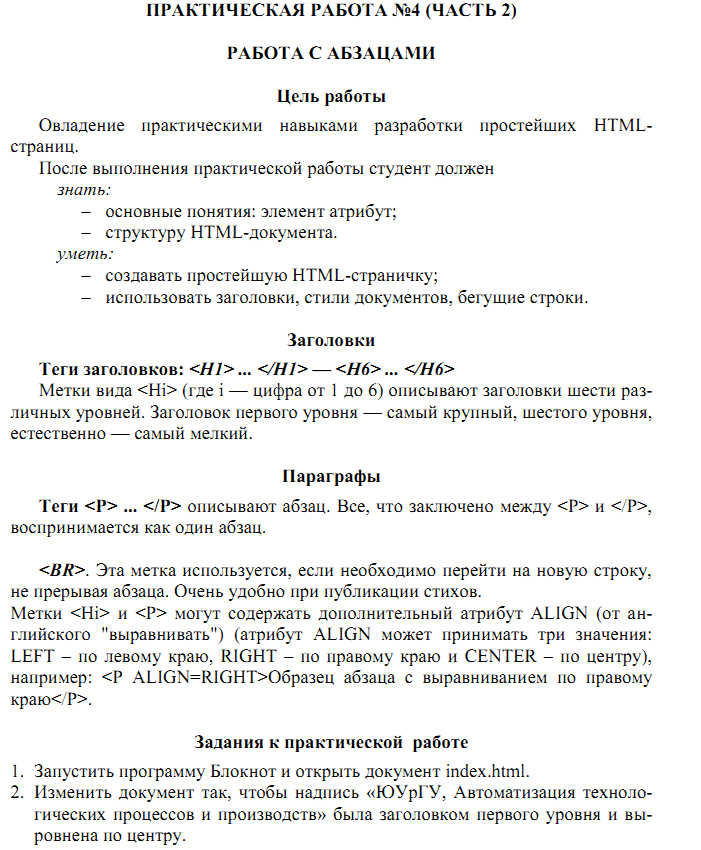 ПРАКТИЧЕСКАЯ РАБОТА №4 (ЧАСТЬ 2)
РАБОТА С АБЗАЦАМИ
Цель работы
Овладение практическими навыками разработки простейших HTML-
страниц.
После выполнения практической работы студент должен
знать:
– основные понятия: элемент атрибут;
– структуру HTML-документа.
уметь:
– создавать простейшую HTML-страничку;
– использовать заголовки, стили документов, бегущие строки.
Заголовки
Теги заголовков: <H1> ... </H1> — <H6> ... </H6>
Метки вида <Hi> (где i — цифра от 1 до 6) описывают заголовки шести раз-
личных уровней. Заголовок первого уровня — самый крупный, шестого уровня,
естественно — самый мелкий.
Параграфы
Теги <P> ... </P> описывают абзац. Все, что заключено между <P> и </P>,
воспринимается как один абзац.
<BR>. Эта метка используется, если необходимо перейти на новую строку,
не прерывая абзаца. Очень удобно при публикации стихов.
Метки <Hi> и <P> могут содержать дополнительный атрибут ALIGN (от ан-
глийского "выравнивать") (атрибут ALIGN может принимать три значения:
LEFT – по левому краю, RIGHT – по правому краю и CENTER – по центру),
например: <P ALIGN=RIGHT>Образец абзаца с выравниванием по правому
краю</P>.
Задания к практической работе
1. Запустить программу Блокнот и открыть документ index.html.
2. Изменить документ так, чтобы надпись «ЮУрГУ, Автоматизация техноло-
гических процессов и производств» была заголовком первого уровня и вы-
ровнена по центру.